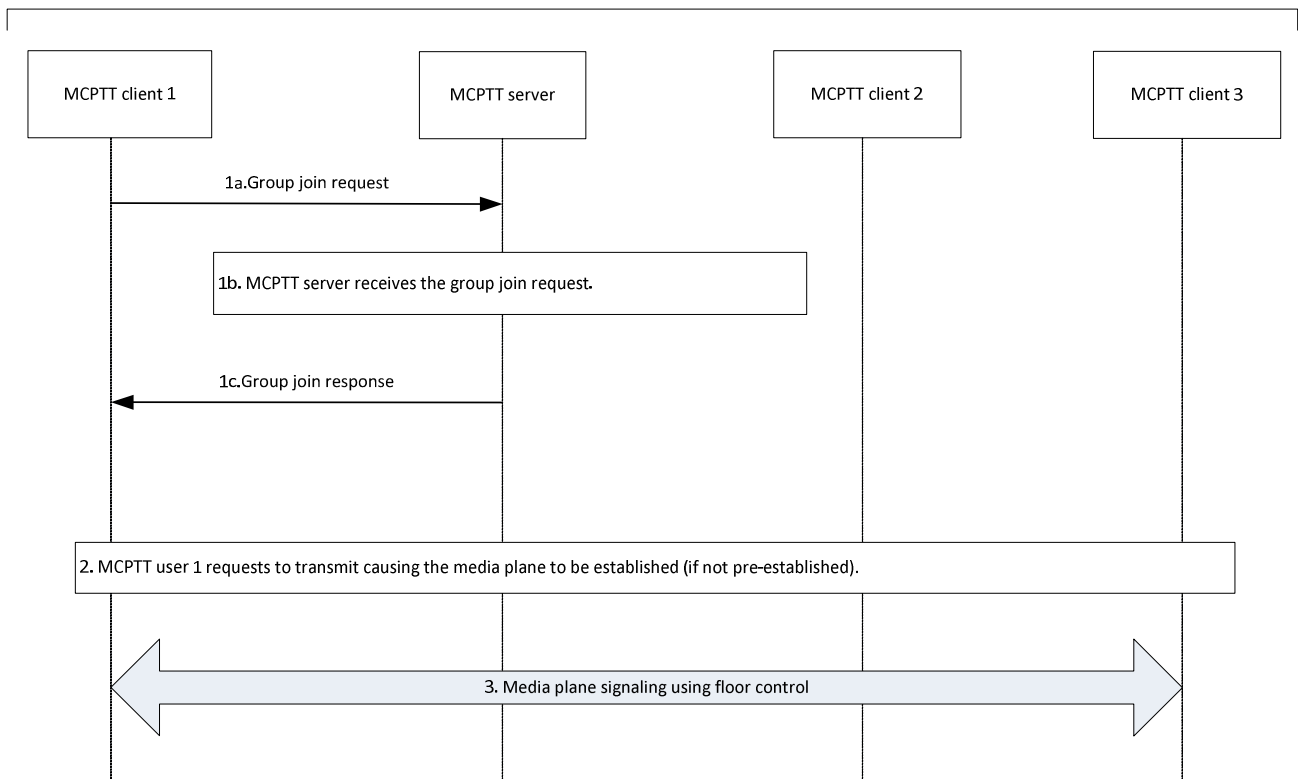 MCPTT client 1
MCPTT server
MCPTT client 2
MCPTT client 3
1a.Group join request
1b. MCPTT server receives the group join request.
1c.Group join response
2. MCPTT user 1 requests to transmit causing the media plane to be established (if not pre-established).
3. Media plane signaling using floor control